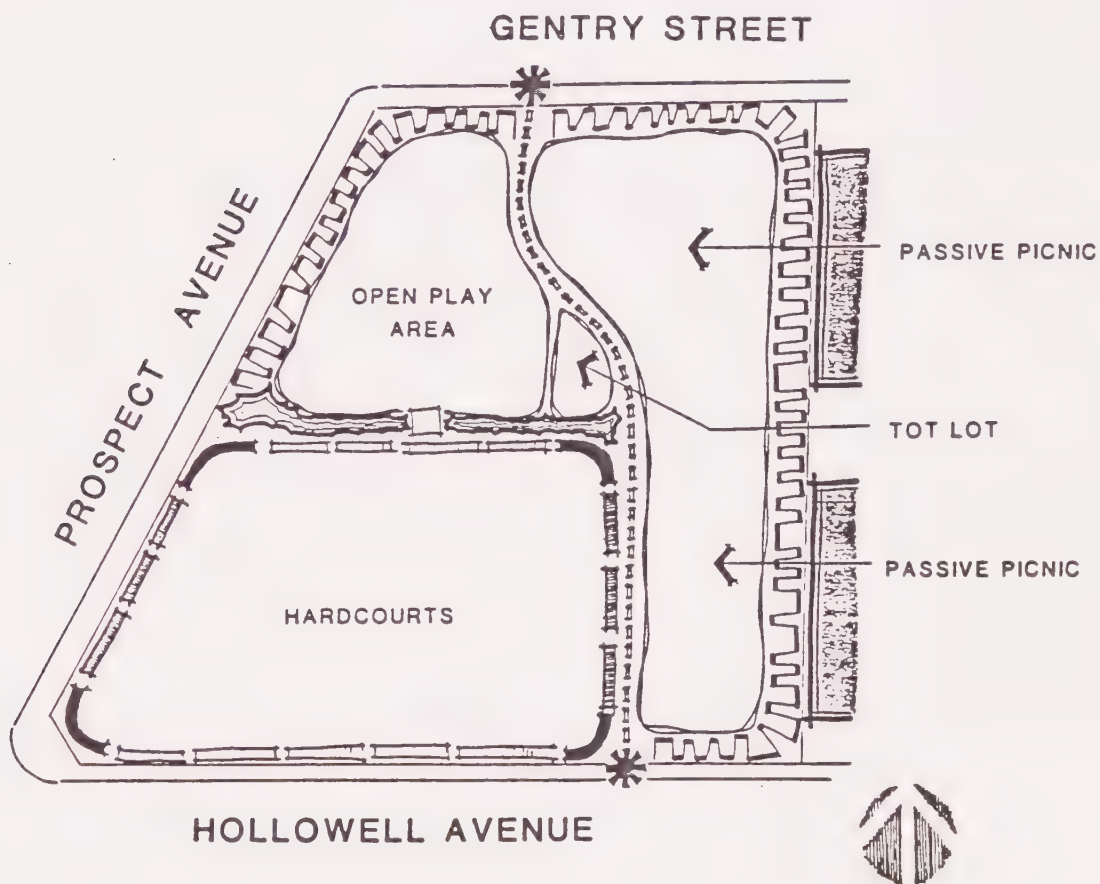 GENTRY STREET
PROSPECT AVENUE
OPEN PLAY
AREA
PASSIVE PICNIC
TOT LOT
PASSIVE PICNIC
HARDCOURTS
HOLLOWELL AVENUE